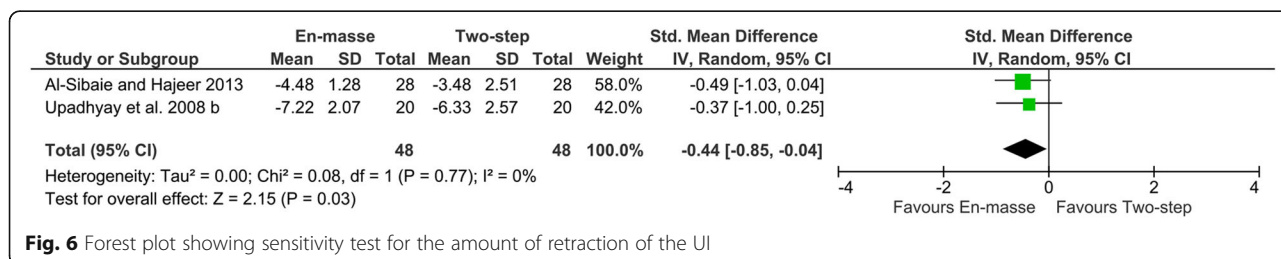 En-masse Two-step Std. Mean Difference Std. Mean Difference
Study or Subgroup Mean SD Total Mean SD Total Weight IV, Random, 95% CI IV, Random, 95% CI
Al-Sibaie and Hajeer 2013 -4.48 1.28 28 -3.48 2.51 28 58.0% -0.49 [-1.03, 0.04]
Upadhyay et al. 2008 b -7.22 2.07 20 -6.33 2.57 20 42.0% -0.37 [-1.00, 0.25]
Total (95% CI) 48 48 100.0% -0.44 [-0.85, -0.04]
Heterogeneity: Tau² = 0.00; Chi² = 0.08, df = 1 (P = 0.77); I² = 0%
Test for overall effect: Z = 2.15 (P = 0.03)
-4 -2 0 2 4
Favours En-masse Favours Two-step
Fig. 6 Forest plot showing sensitivity test for the amount of retraction of the UI